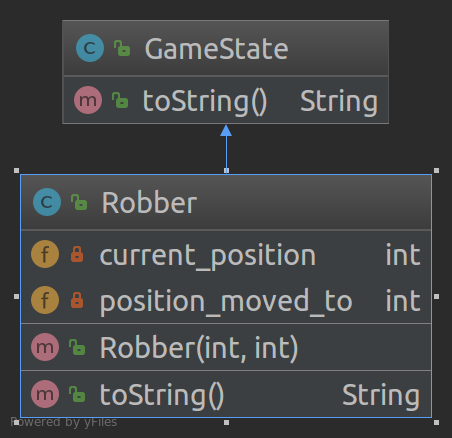 C GameState
m toString() String
C Robber
f current_position int
f position_moved_to int
m Robber(int, int)
m toString() String
Powered by yFiles